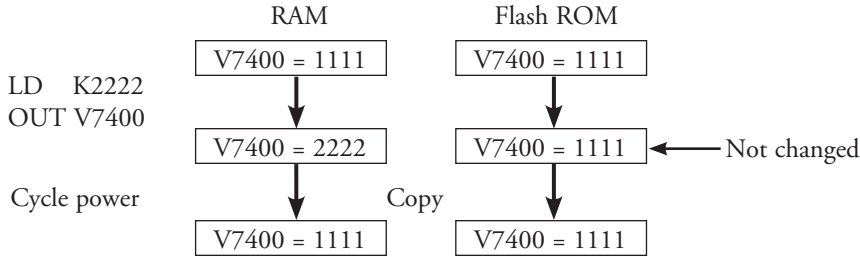 RAM Flash ROM
V7400 = 1111 V7400 = 1111
LD K2222
OUT V7400
V7400 = 2222 V7400 = 1111 Not changed
Cycle power Copy
V7400 = 1111 V7400 = 1111